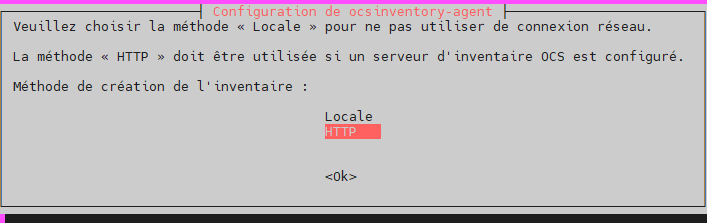 Configuration de ocsinventory-agent
Veuillez choisir la méthode « Locale » pour ne pas utiliser de connexion réseau.
La méthode « HTTP » doit être utilisée si un serveur d'inventaire OCS est configuré.
Méthode de création de l'inventaire :
Locale
HTTP
<Ok>